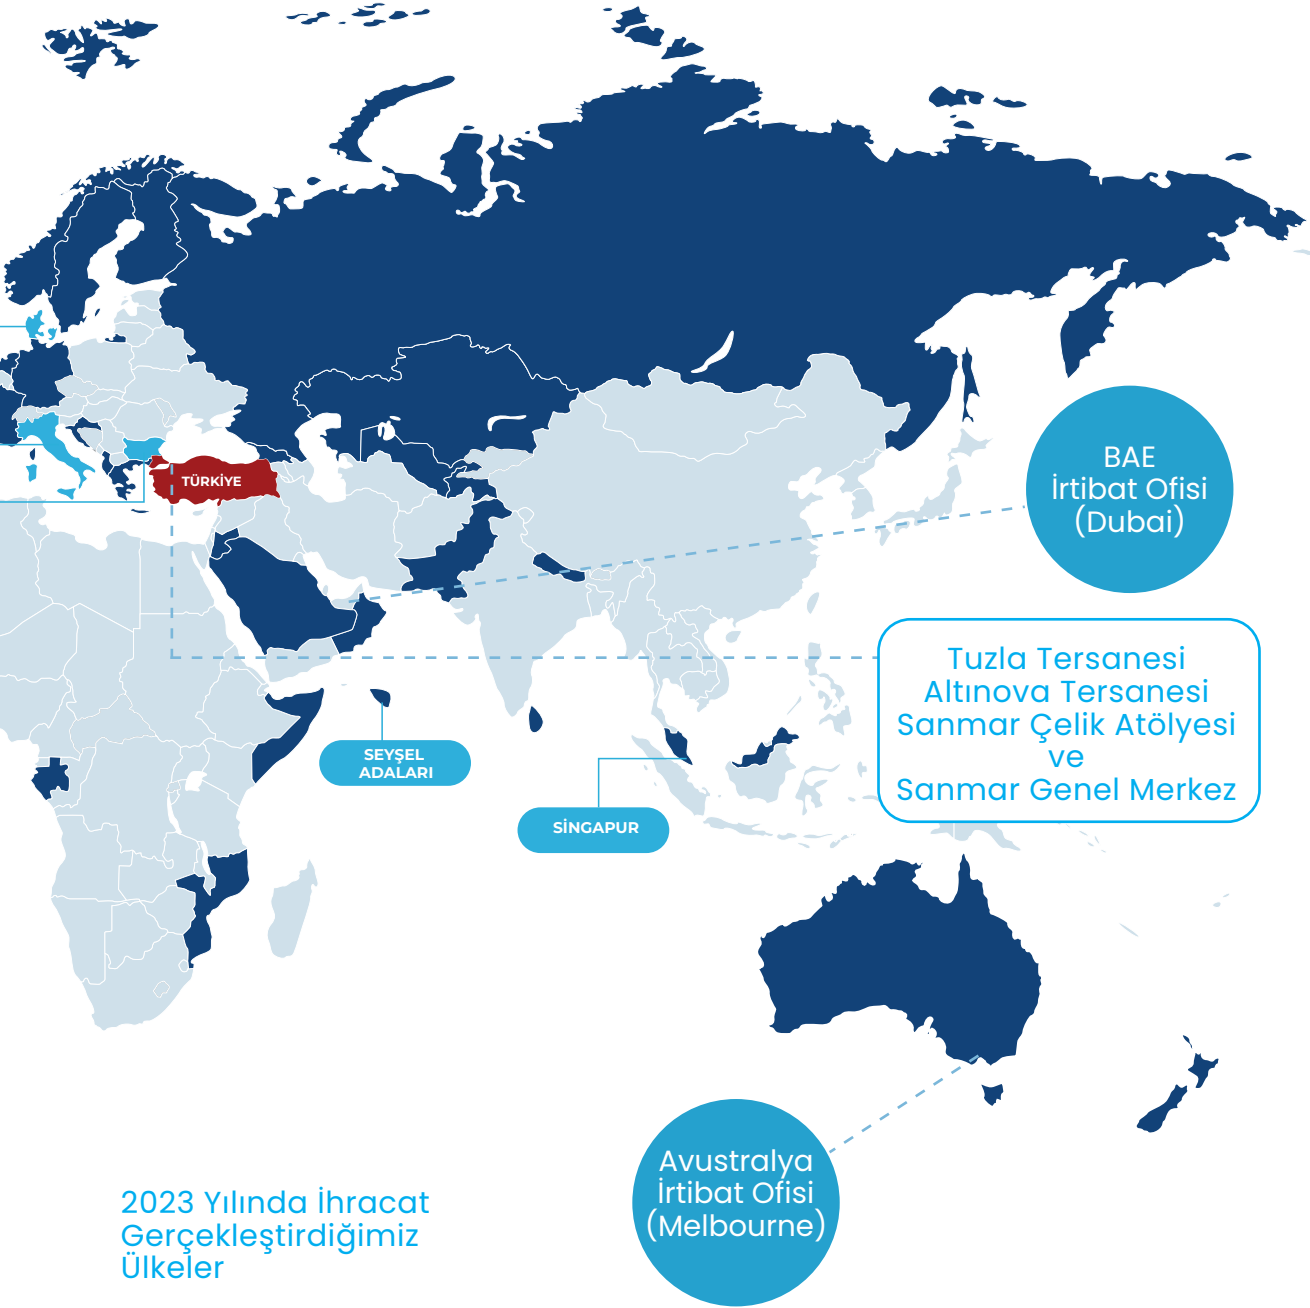 TÜRKİYE
BAE
İrtibat Ofisi
(Dubai)
Tuzla Tersanesi
Altınova Tersanesi
Sanmar Çelik Atölyesi
ve
Sanmar Genel Merkez
SEYŞEL
ADALARI
SİNGAPUR
Avustralya
İrtibat Ofisi
(Melbourne)
2023 Yılında İhracat
Gerçekleştirdiğimiz
Ülkeler